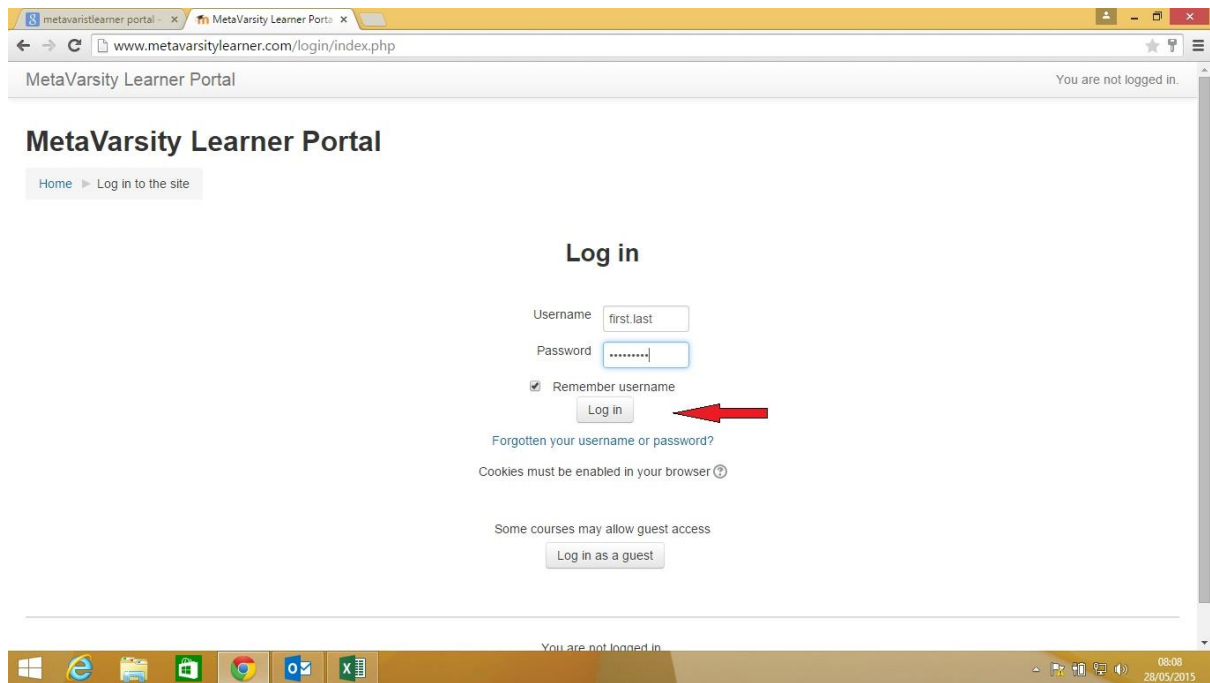 metavaristlearner portal -
MetaVarsity Learner Porta
www.metavarsitylearner.com/login/index.php
MetaVarsity Learner Portal
You are not logged in.
MetaVarsity Learner Portal
Home ▶ Log in to the site
Log in
Username first.last
Password •••••••••
Remember username
Log in
Forgotten your username or password?
Cookies must be enabled in your browser
Some courses may allow guest access
Log in as a guest
You are not logged in
08:08
28/05/2015